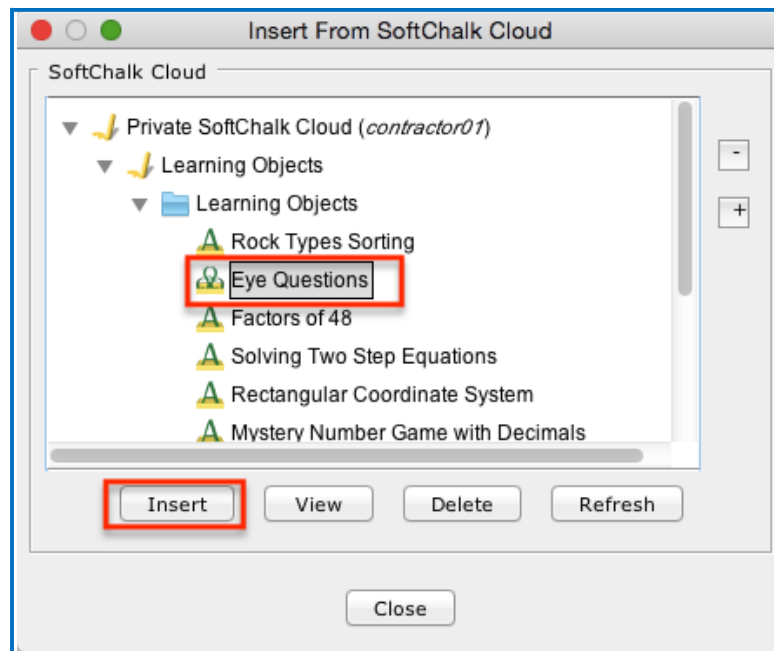 Insert From SoftChalk Cloud
SoftChalk Cloud
Private SoftChalk Cloud (contractor01)
Learning Objects
Learning Objects
Rock Types Sorting
Eye Questions
Factors of 48
Solving Two Step Equations
Rectangular Coordinate System
Mystery Number Game with Decimals
-
+
Insert View Delete Refresh
Close